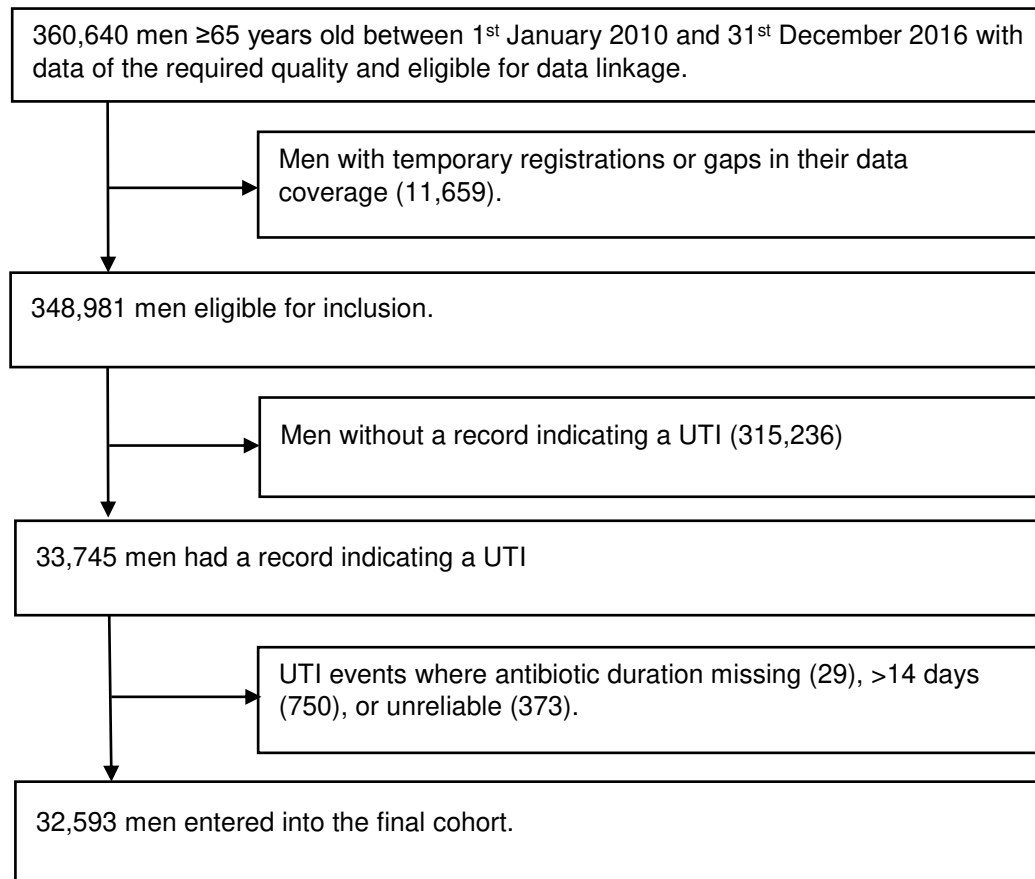 360,640 men ≥65 years old between 1st January 2010 and 31st December 2016 with
data of the required quality and eligible for data linkage.
Men with temporary registrations or gaps in their data
coverage (11,659).
348,981 men eligible for inclusion.
Men without a record indicating a UTI (315,236)
33,745 men had a record indicating a UTI
UTI events where antibiotic duration missing (29), >14 days
(750), or unreliable (373).
32,593 men entered into the final cohort.